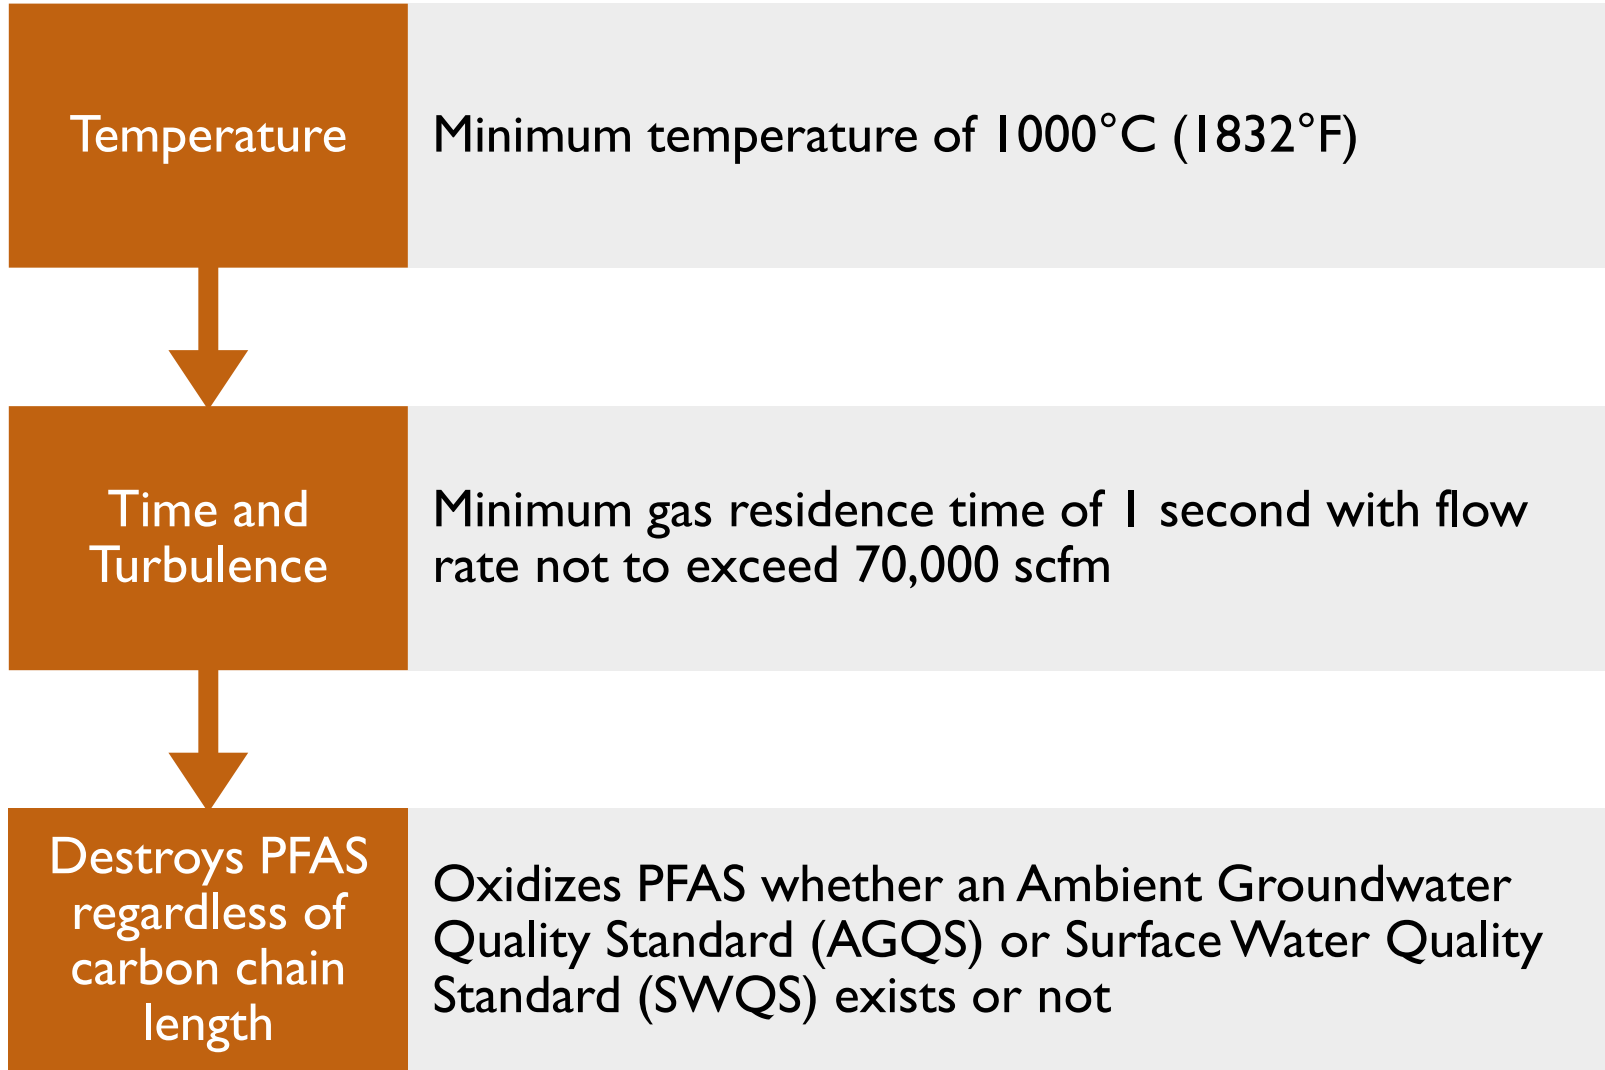 Temperature
Minimum temperature of 1000°C (1832°F)
Time and
Turbulence
Minimum gas residence time of 1 second with flow
rate not to exceed 70,000 scfm
Destroys PFAS
regardless of
carbon chain
length
Oxidizes PFAS whether an Ambient Groundwater
Quality Standard (AGQS) or Surface Water Quality
Standard (SWQS) exists or not